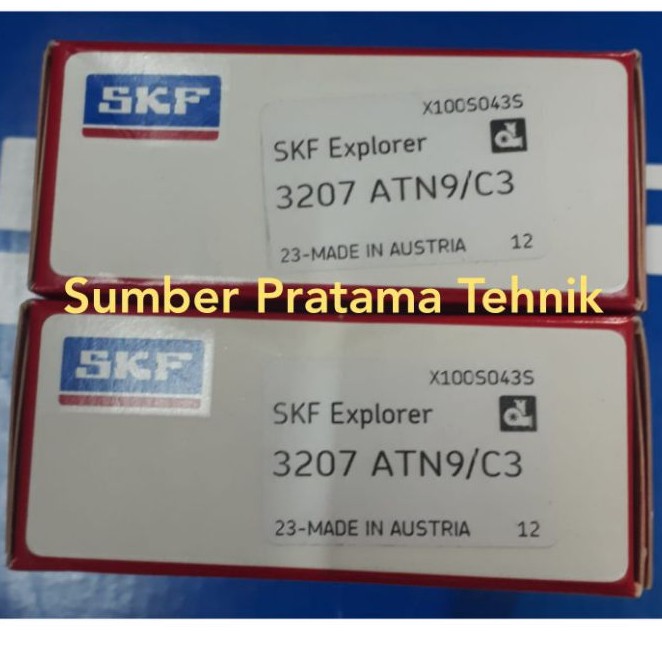 SKF
X100S043S
SKF Explorer
3207 ATN9/C3
23-MADE IN AUSTRIA 12
Sumber Pratama Tehnik
SKF
X100S043S
SKF Explorer
3207 ATN9/C3
23-MADE IN AUSTRIA 12